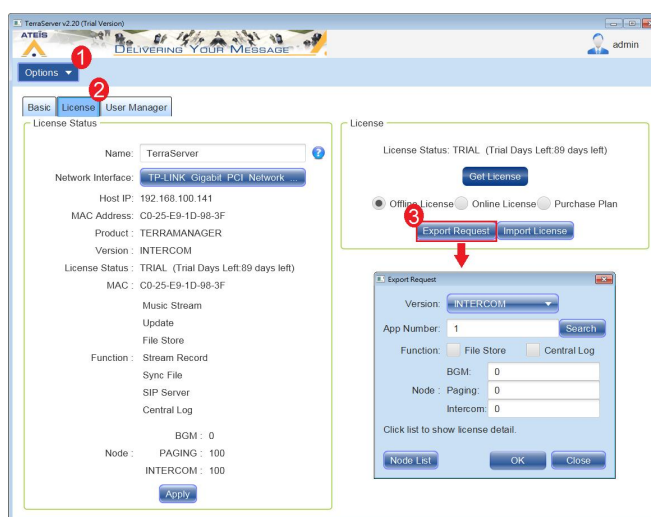 TerraServer v2.20 (Trial Version)
ATEÏS
DELIVERING YOUR MESSAGE
admin
1
Options
2
Basic License User Manager
License Status
Name: TerraServer
Network Interface: TP-LINK Gigabit PCI Network ...
Host IP: 192.168.100.141
MAC Address: C0-25-E9-1D-98-3F
Product : TERRAMANAGER
Version : INTERCOM
License Status : TRIAL (Trial Days Left:89 days left)
MAC : C0-25-E9-1D-98-3F
Music Stream
Update
File Store
Function : Stream Record
Sync File
SIP Server
Central Log
BGM : 0
Node : PAGING : 100
INTERCOM : 100
Apply
License
License Status: TRIAL (Trial Days Left:89 days left)
Get License
Offline License Online License Purchase Plan
3
Export Request Import License
Export Request
Version: INTERCOM
App Number: 1 Search
Function: File Store Central Log
BGM: 0
Node : Paging: 0
Intercom: 0
Click list to show license detail.
Node List OK Close